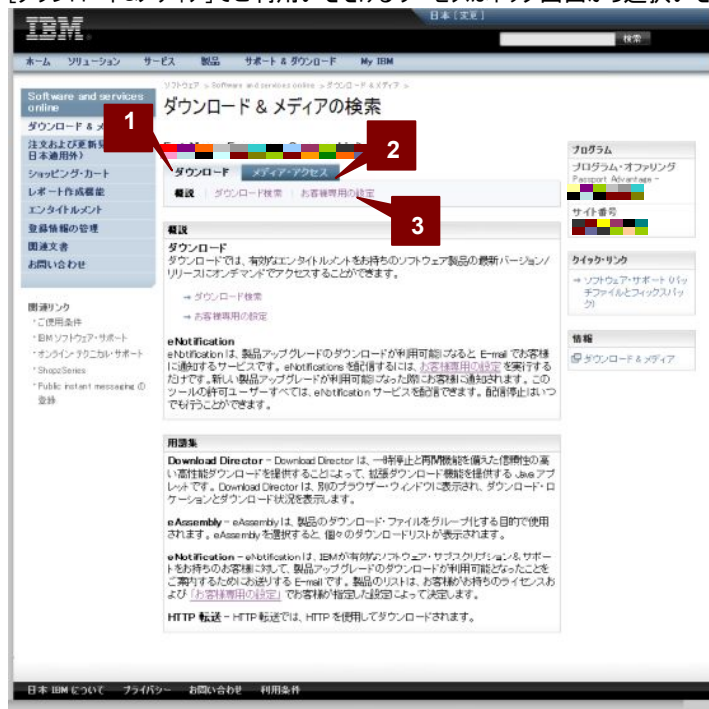 日本 [変更]
IBM.
検索
ホーム ソリューション サービス 製品 サポート & ダウンロード My IBM
ソフトウェア > Software and services online > ダウンロード & メディア >
Software and services online
ダウンロード & メディアの検索
ダウンロード & メ
注文および更新
日本適用外)
ショッピング・カート
レポート作成機能
エンタイトルメント
登録情報の管理
関連文書
お問い合わせ
関連リンク
・ご使用条件
・IBM ソフトウェア・サポート
・オンライン テクニカル・サポート
・ShopzSeries
・Public instant messaging の
登録
1
2
3
ダウンロード メディア・アクセス
概説 | ダウンロード検索 | お客様専用の設定
概説
ダウンロード
ダウンロードでは、有効なエンタイトルメントをお持ちのソフトウェア製品の最新バージョン/
リリースにオンデマンドでアクセスすることができます。
→ ダウンロード検索
→ お客様専用の設定
eNotification
eNotification は、製品アップグレードのダウンロードが利用可能になると E-mail でお客様
に通知するサービスです。eNotifications を配信するには、お客様専用の設定 を実行する
だけです。新しい製品アップグレードが利用可能になった際にお客様に通知されます。この
ツールの許可ユーザーすべては、eNotification サービスを配信できます。配信停止はいつ
でも行うことができます。
用語集
Download Director - Download Director は、一時停止と再開機能を備えた信頼性の高
い高性能ダウンロードを提供することによって、拡張ダウンロード機能を提供する Java アプ
レットです。Download Director は、別のブラウザー・ウィンドウに表示され、ダウンロード・ロ
ケーションとダウンロード状況を表示します。
eAssembly - eAssembly は、製品のダウンロード・ファイルをグループ化する目的で使用
されます。eAssembly を選択すると、個々のダウンロードリストが表示されます。
eNotification - eNotification は、IBMが有効なソフトウェア・サブスクリプション & サポー
トをお持ちのお客様に対して、製品アップグレードのダウンロードが利用可能となったことを
ご案内するためにお送りする E-mail です。製品のリストは、お客様がお持ちのライセンスお
よび 「お客様専用の設定」 でお客様が指定した設定によって決定します。
HTTP 転送 - HTTP 転送では、HTTP を使用してダウンロードされます。
プログラム
プログラム・オファリング
Passport Advantage -
サイト番号
クイック・リンク
→ ソフトウェア・サポート (パッ
チファイルとフィックスパッ
ク)
情報
ダウンロード & メディア
日本 IBM について プライバシー お問い合わせ 利用条件